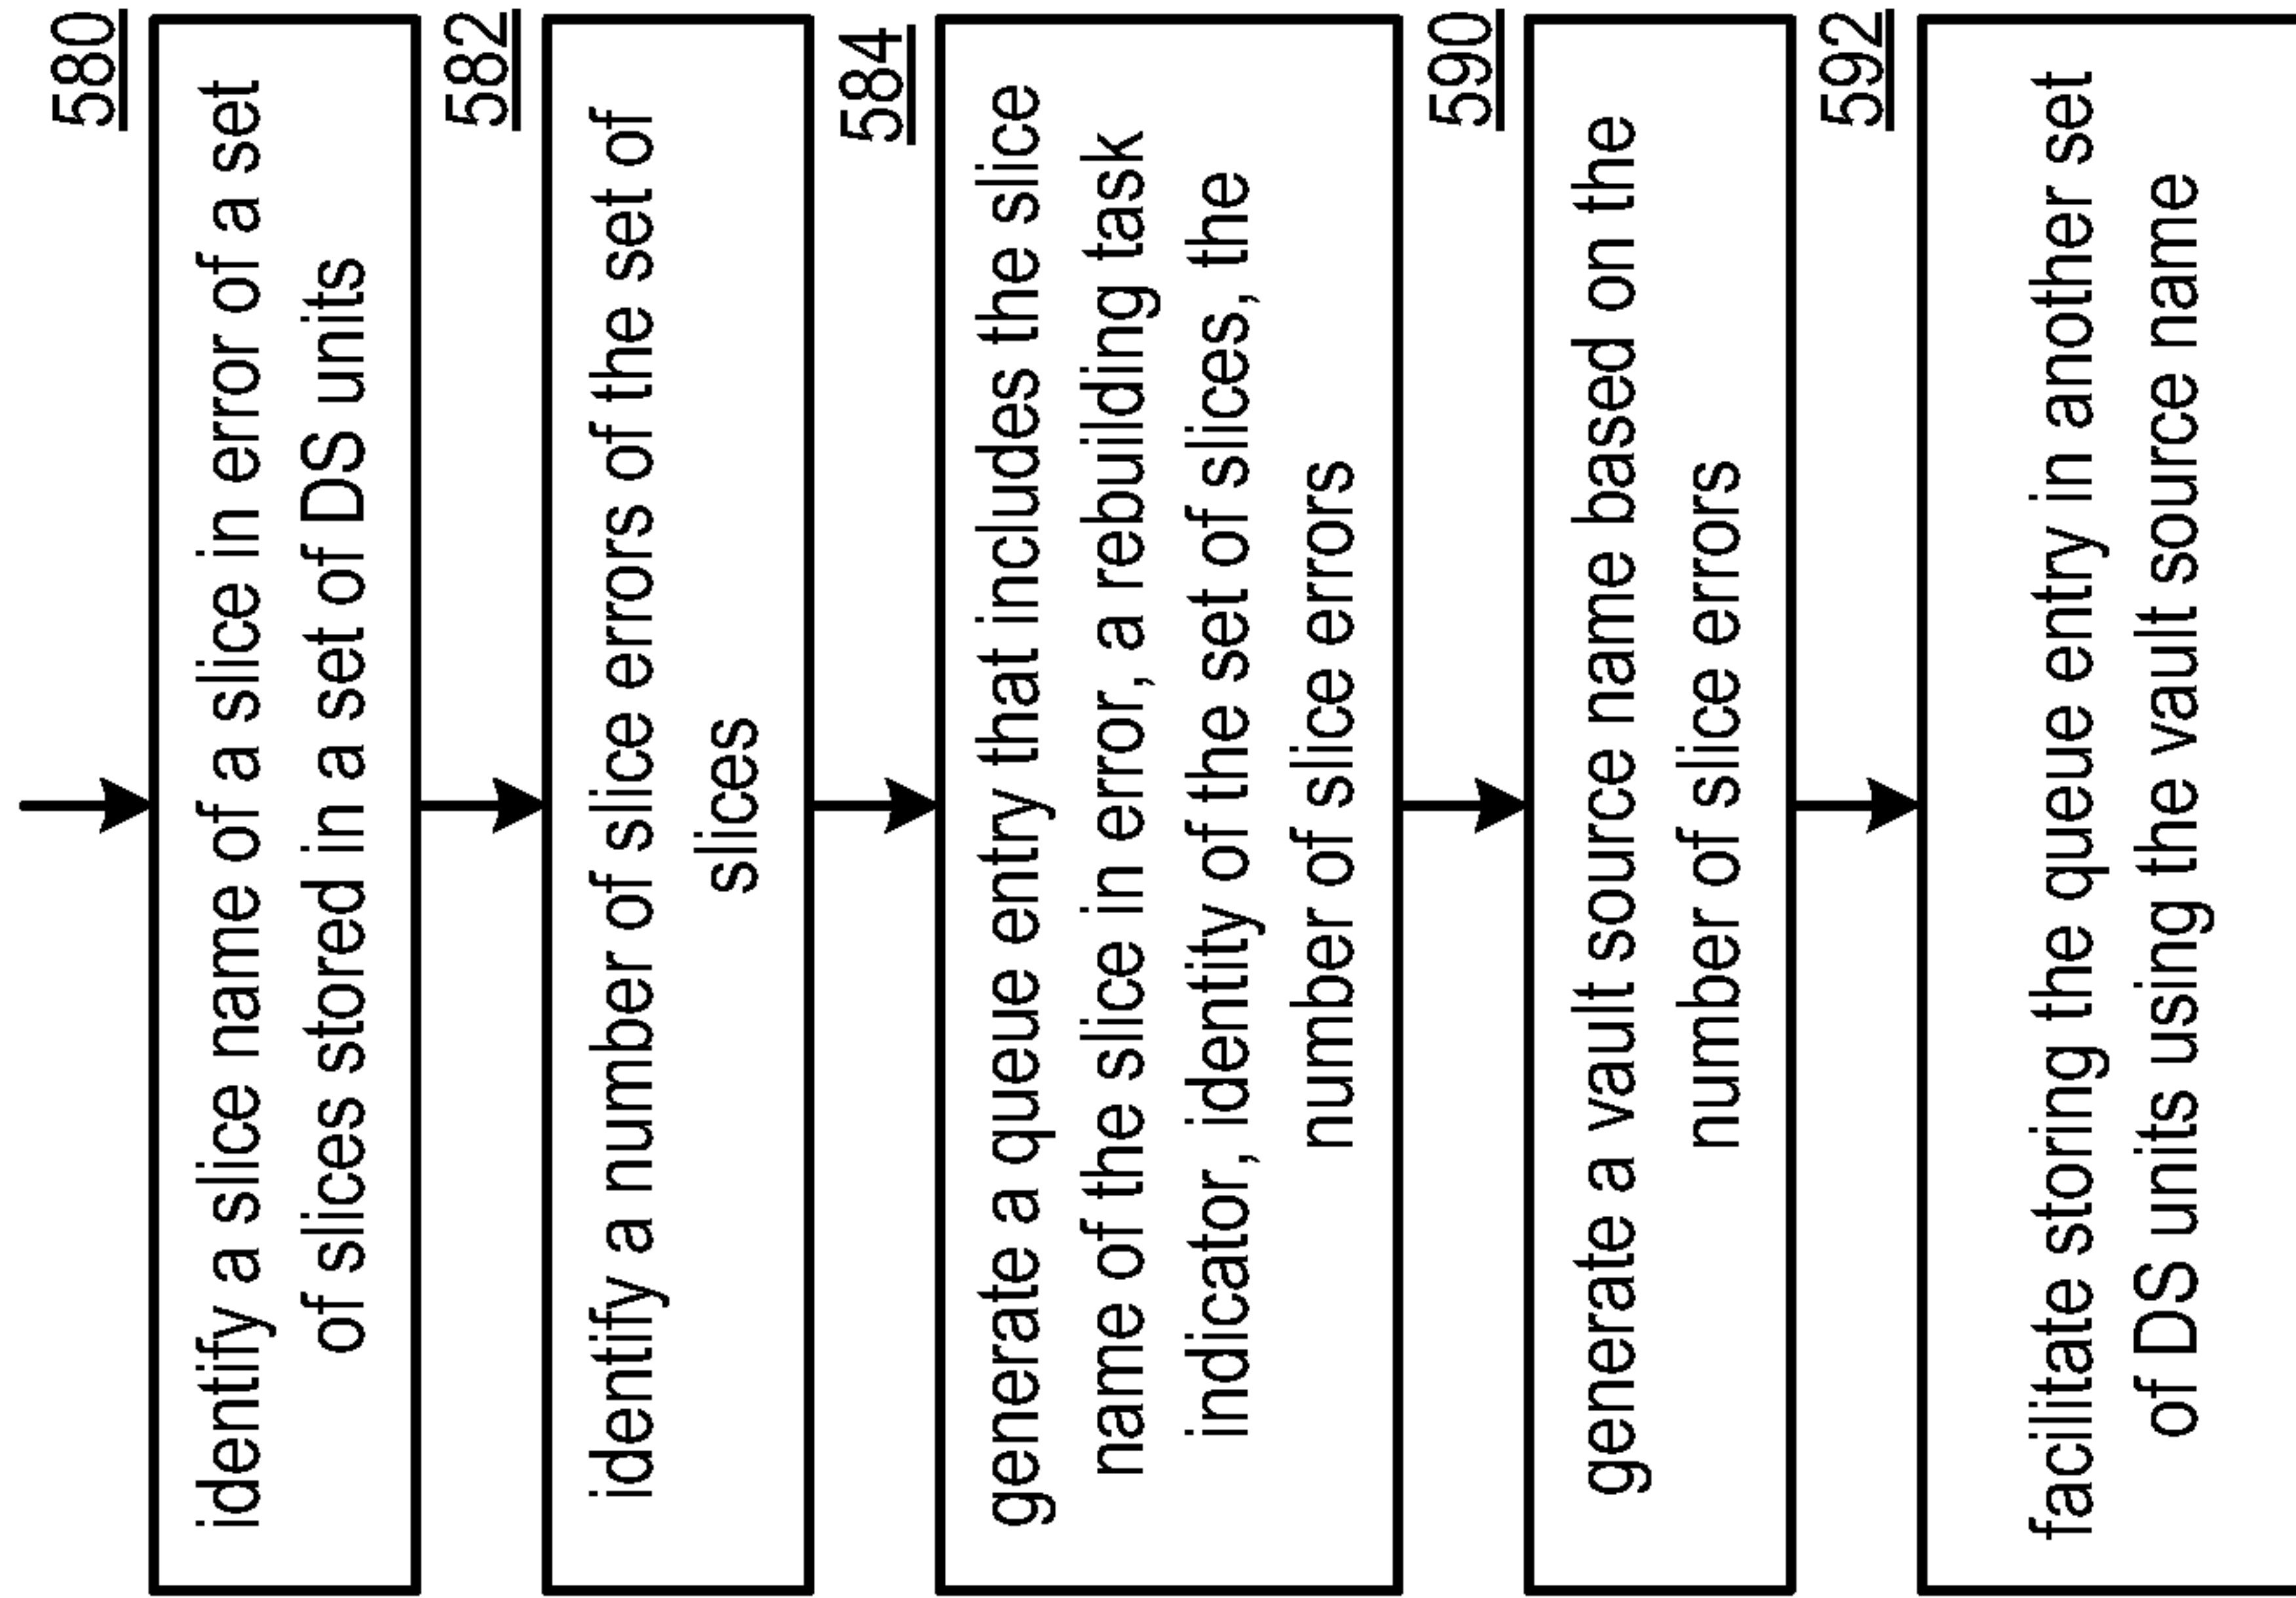 580
identify a slice name of a slice in error of a set
of slices stored in a set of DS units
582
identify a number of slice errors of the set of
slices
584
generate a queue entry that includes the slice
name of the slice in error, a rebuilding task
indicator, identity of the set of slices, the
number of slice errors
590
generate a vault source name based on the
number of slice errors
592
facilitate storing the queue entry in another set
of DS units using the vault source name